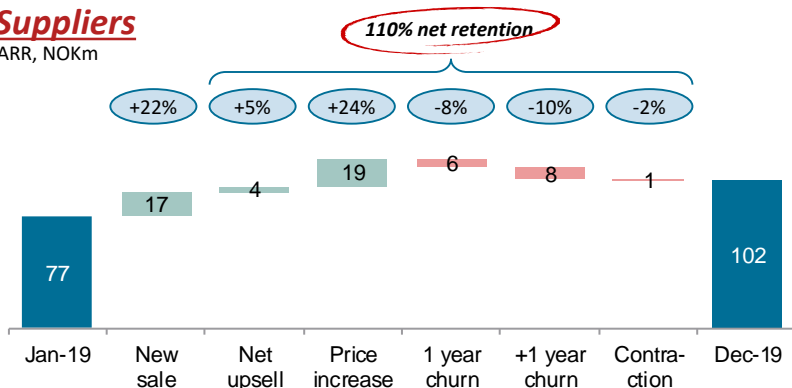 Suppliers
ARR, NOKm
110% net retention
+22%
+5%
+24%
-8%
-10%
-2%
77
17
4
19
6
8
1
102
Jan-19
New
sale
Net
upsell
Price
increase
1 year
churn
+1 year
churn
Contra-
ction
Dec-19